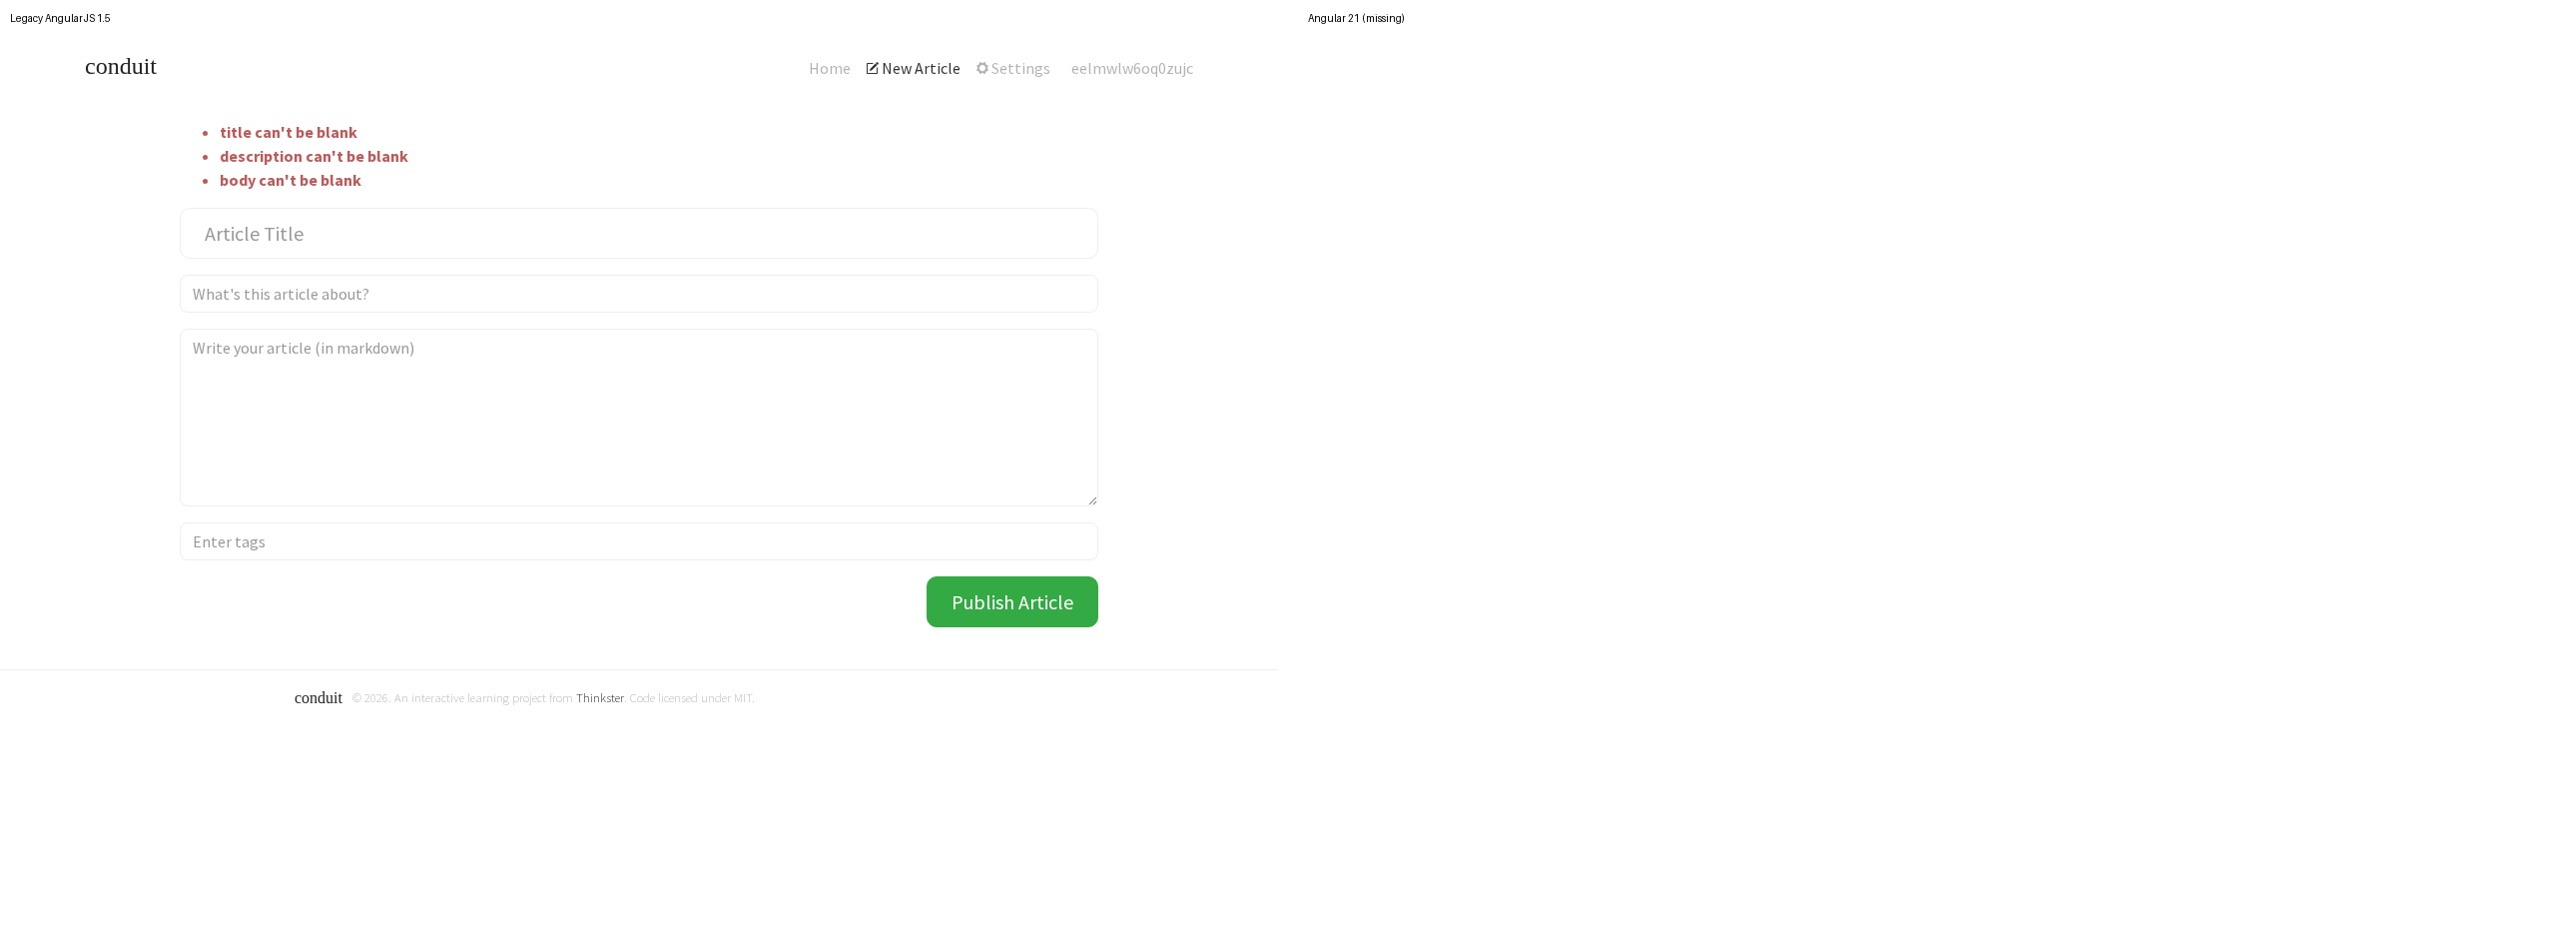 Legacy AngularJS 1.5
Angular 21 (missing)
conduit
Home New Article Settings eelmwlw6oq0zujc
title can't be blank
description can't be blank
body can't be blank
Article Title
What's this article about?
Write your article (in markdown)
Enter tags
Publish Article
conduit © 2026. An interactive learning project from Thinkster. Code licensed under MIT.